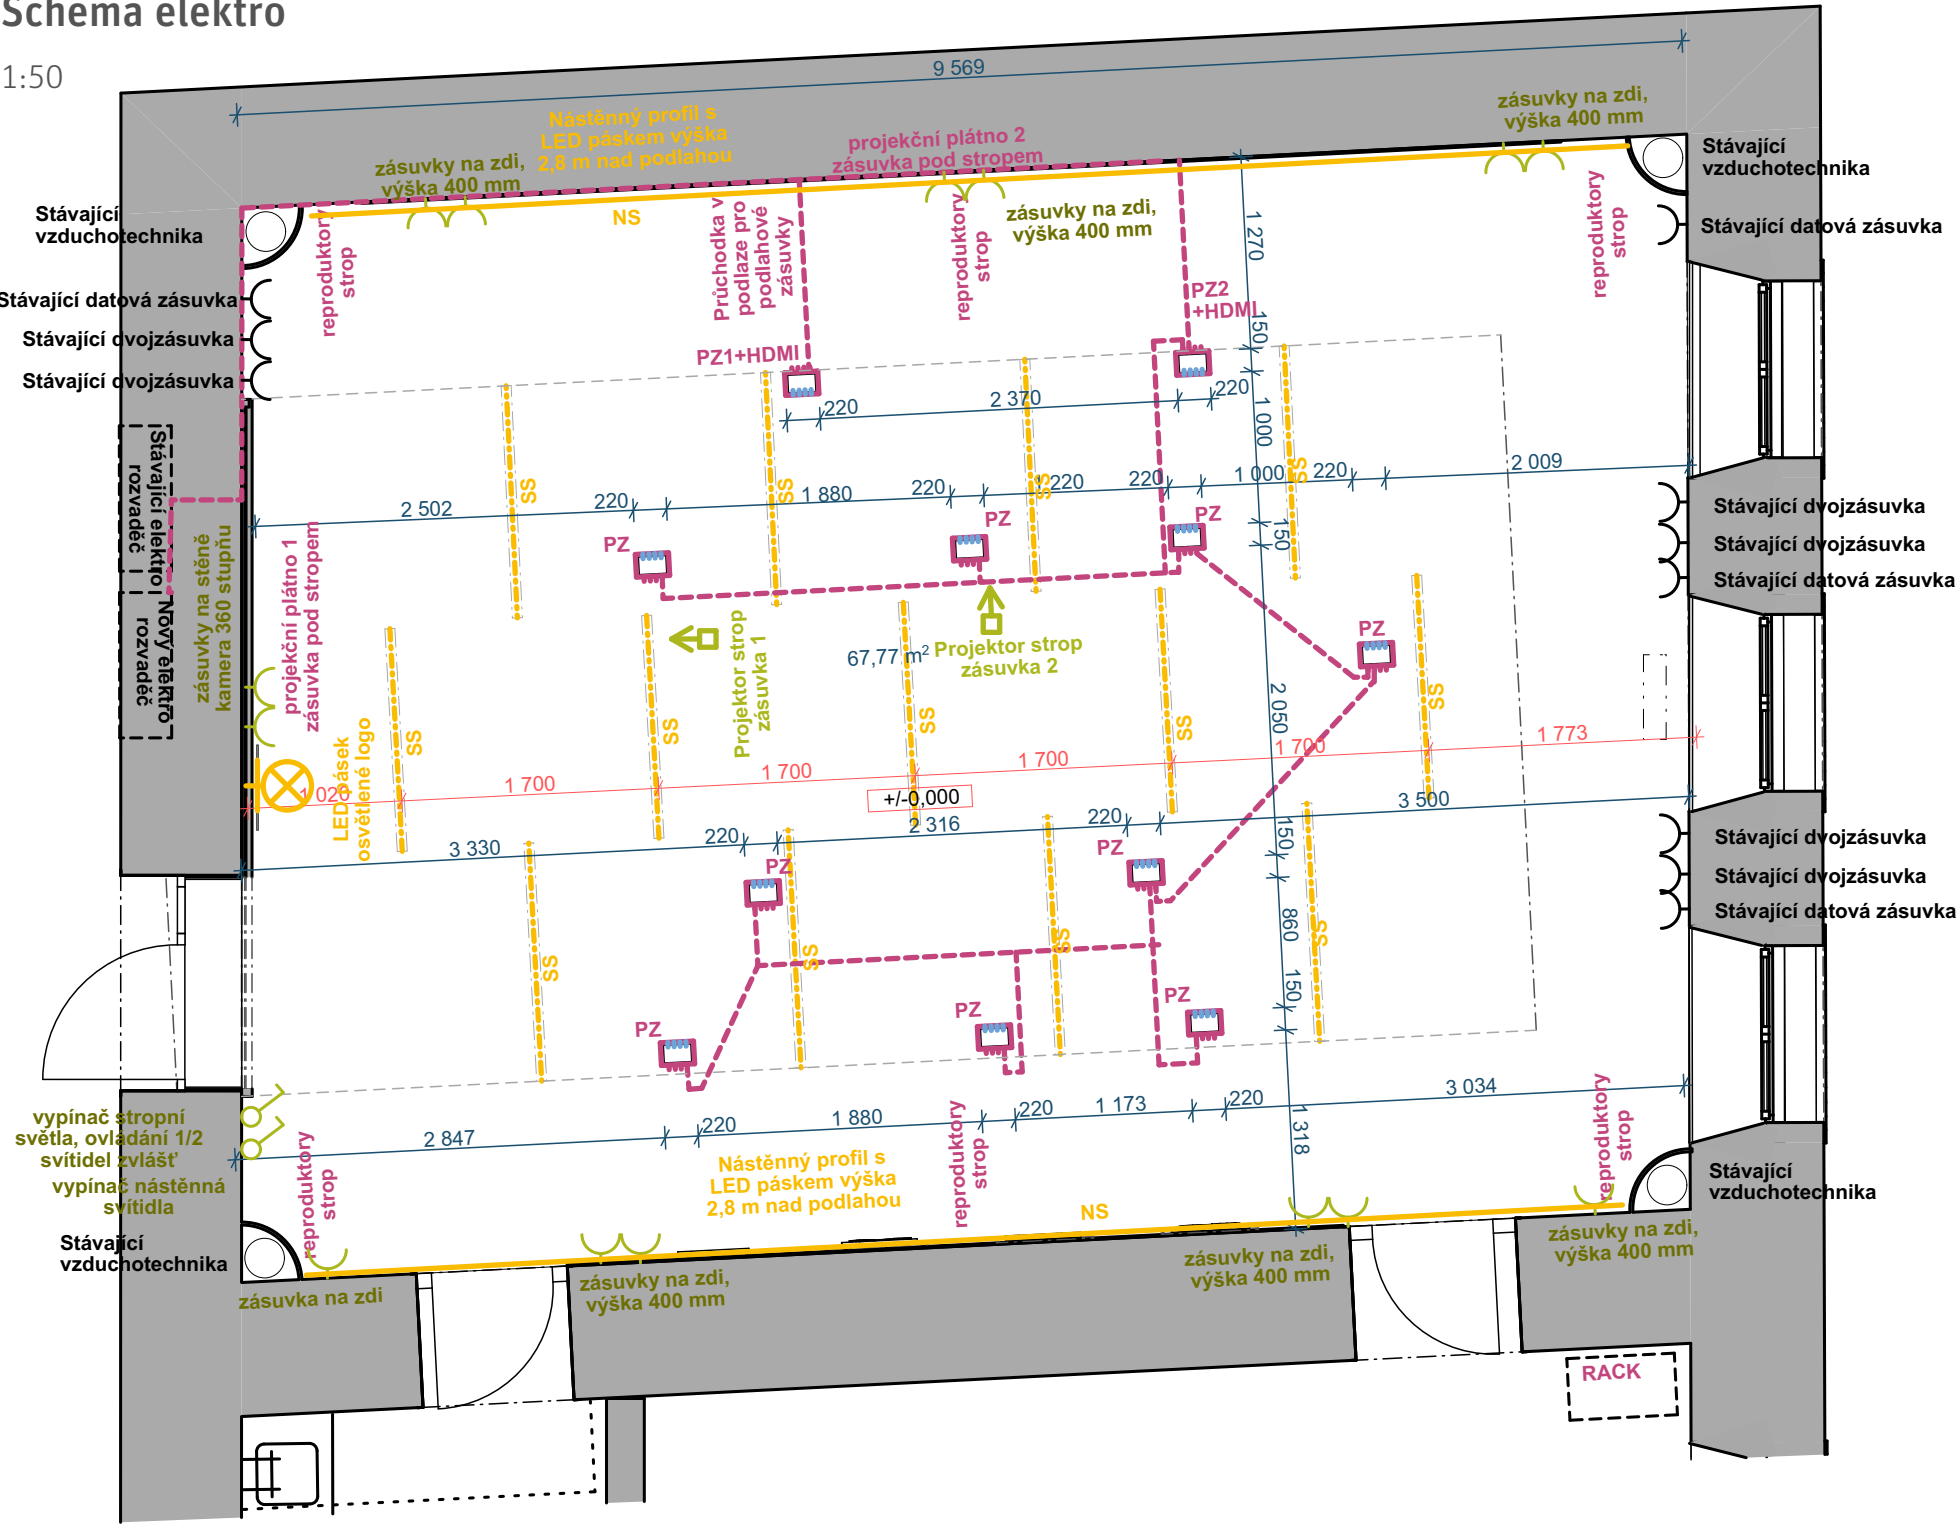 Schema elektro
1:50
9 569
Nástěnný profil s
LED páskem výška
2,8 m nad podlahou
zásuvky na zdi,
výška 400 mm
projekční plátno 2
zásuvka pod stropem
zásuvky na zdi,
výška 400 mm
Stávající
vzduchotechnika
Stávající
vzduchotechnika
NS
zásuvky na zdi,
výška 400 mm
reproduktory
strop
Průchodka v
podlaze pro
podlahové
zásuvky
reproduktory
strop
reproduktory
strop
1 270
Stávající datová zásuvka
Stávající datová zásuvka
Stávající dvojzásuvka
Stávající dvojzásuvka
PZ1+HDMI
PZ2
+HDMI
150
220
2 370
220
1 000
Stávající elektro
rozvaděč
Nový elektro
rozvaděč
zásuvky na stěně
kamera 360 stupňu
projekční plátno 1
zásuvka pod stropem
SS
SS
SS
SS
2 502
220
1 880
220
1 220
220
1 000
220
2 009
150
PZ
PZ
PZ
PZ
Stávající dvojzásuvka
Stávající dvojzásuvka
Stávající datová zásuvka
Projektor strop
zásuvka 1
67,77 m²
Projektor strop
zásuvka 2
2 050
SS
SS
SS
SS
SS
LED pásek
osvětlené logo
1 020
1 700
1 700
1 700
1 700
1 773
+/-0,000
3 330
220
2 316
220
3 500
150
PZ
PZ
Stávající dvojzásuvka
Stávající dvojzásuvka
Stávající datová zásuvka
860
150
SS
SS
SS
SS
PZ
PZ
PZ
2 847
220
1 880
220
1 173
220
3 034
1 318
vypínač stropní
světla, ovládání 1/2
svítidel zvlášť
vypínač nástěnná
svítidla
reproduktory
strop
reproduktory
strop
reproduktory
strop
Nástěnný profil s
LED páskem výška
2,8 m nad podlahou
NS
Stávající
vzduchotechnika
Stávající
vzduchotechnika
zásuvka na zdi
zásuvky na zdi,
výška 400 mm
zásuvky na zdi,
výška 400 mm
zásuvky na zdi,
výška 400 mm
RACK